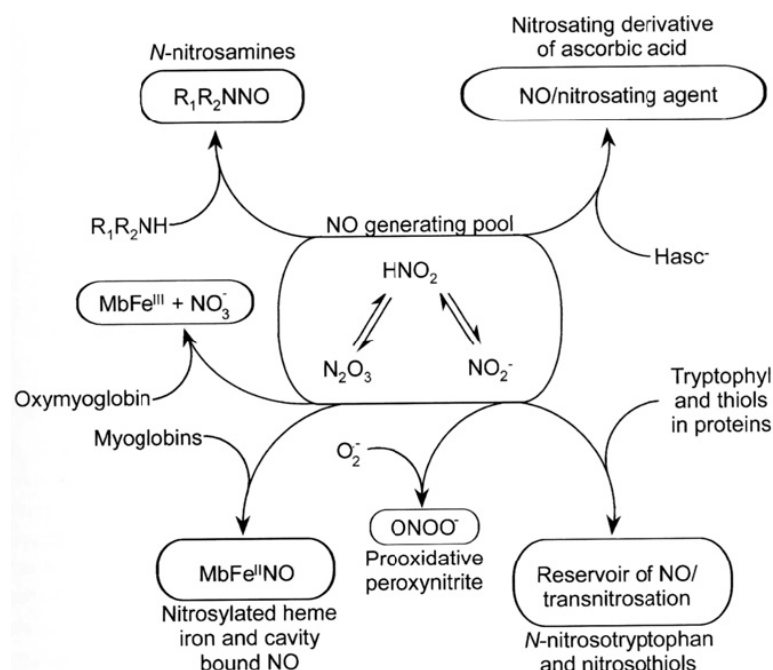 N-nitrosamines
R₁R₂NNO
Nitrosating derivative
of ascorbic acid
NO/nitrosating agent
R₁R₂NH
NO generating pool
Hasc⁻
HNO₂
MbFeᴵᴵᴵ + NO₃⁻
N₂O₃
NO₂⁻
Oxymyoglobin
Tryptophyl
and thiols
in proteins
Myoglobins
O₂⁻
ONOO⁻
Prooxidative
peroxynitrite
MbFeᴵᴵNO
Nitrosylated heme
iron and cavity
bound NO
Reservoir of NO/
transnitrosation
N-nitrosotryptophan
and nitrosothiols